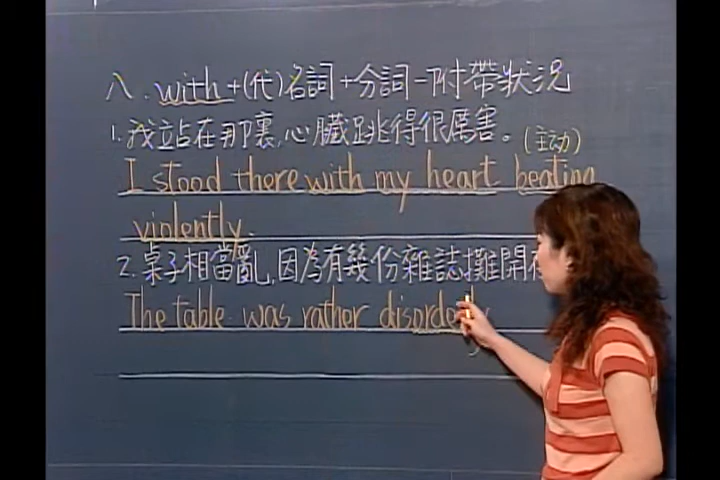 八. with+(代)名詞+分詞-附帶狀況
1. 我站在那裏,心臟跳得很厲害。(主动)
I stood there with my heart beating
violently.
2. 桌子相當亂,因為有幾份雜誌攤開在
The table was rather disorderly